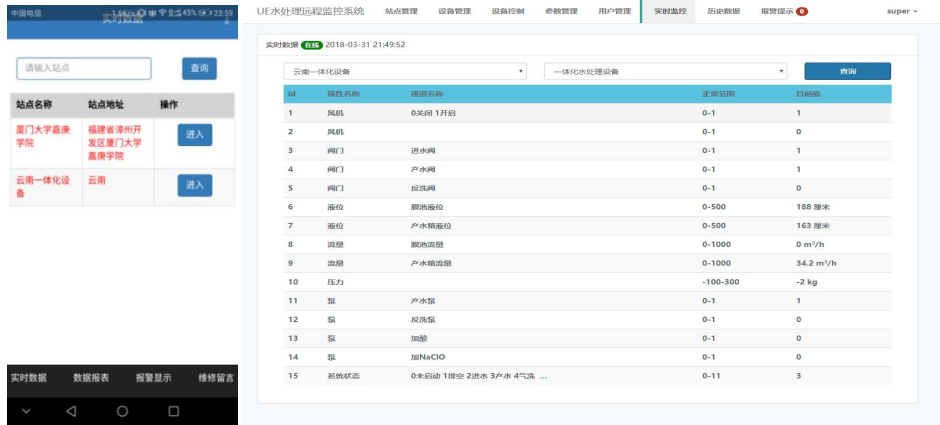 中国电信 45% 23:59
实时数据
请输入站点 查询
站点名称 站点地址 操作
厦门大学嘉庚学院 福建省漳州开发区厦门大学嘉庚学院 进入
云南一体化设备 云南 进入
实时数据 数据报表 报警显示 维修留言
UE水处理远程监控系统 站点管理 设备管理 设备控制 参数管理 用户管理 实时监控 历史数据 报警提示 0 super
实时数据 在线 2018-03-31 21:49:52
云南一体化设备 一体化水处理设备 查询
id 属性名称 通道名称 正常范围 目前值
1 风机 0关闭 1开启 0-1 1
2 风机 0-1 0
3 阀门 进水阀 0-1 1
4 阀门 产水阀 0-1 1
5 阀门 反洗阀 0-1 0
6 液位 膜池液位 0-500 188 厘米
7 液位 产水箱液位 0-500 163 厘米
8 流量 膜池流量 0-1000 0 m³/h
9 流量 产水箱流量 0-1000 34.2 m³/h
10 压力 -100-300 -2 kg
11 泵 产水泵 0-1 1
12 泵 反洗泵 0-1 0
13 泵 加酸 0-1 0
14 泵 加NaClO 0-1 0
15 系统状态 0未启动 1排空 2进水 3产水 4气洗 ... 0-11 3